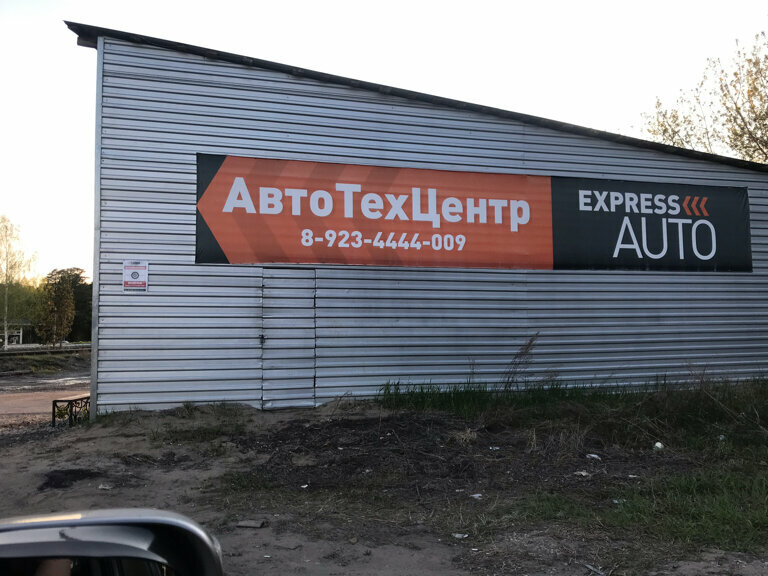 АвтоТехЦентр
8-923-4444-009
EXPRESS
AUTO